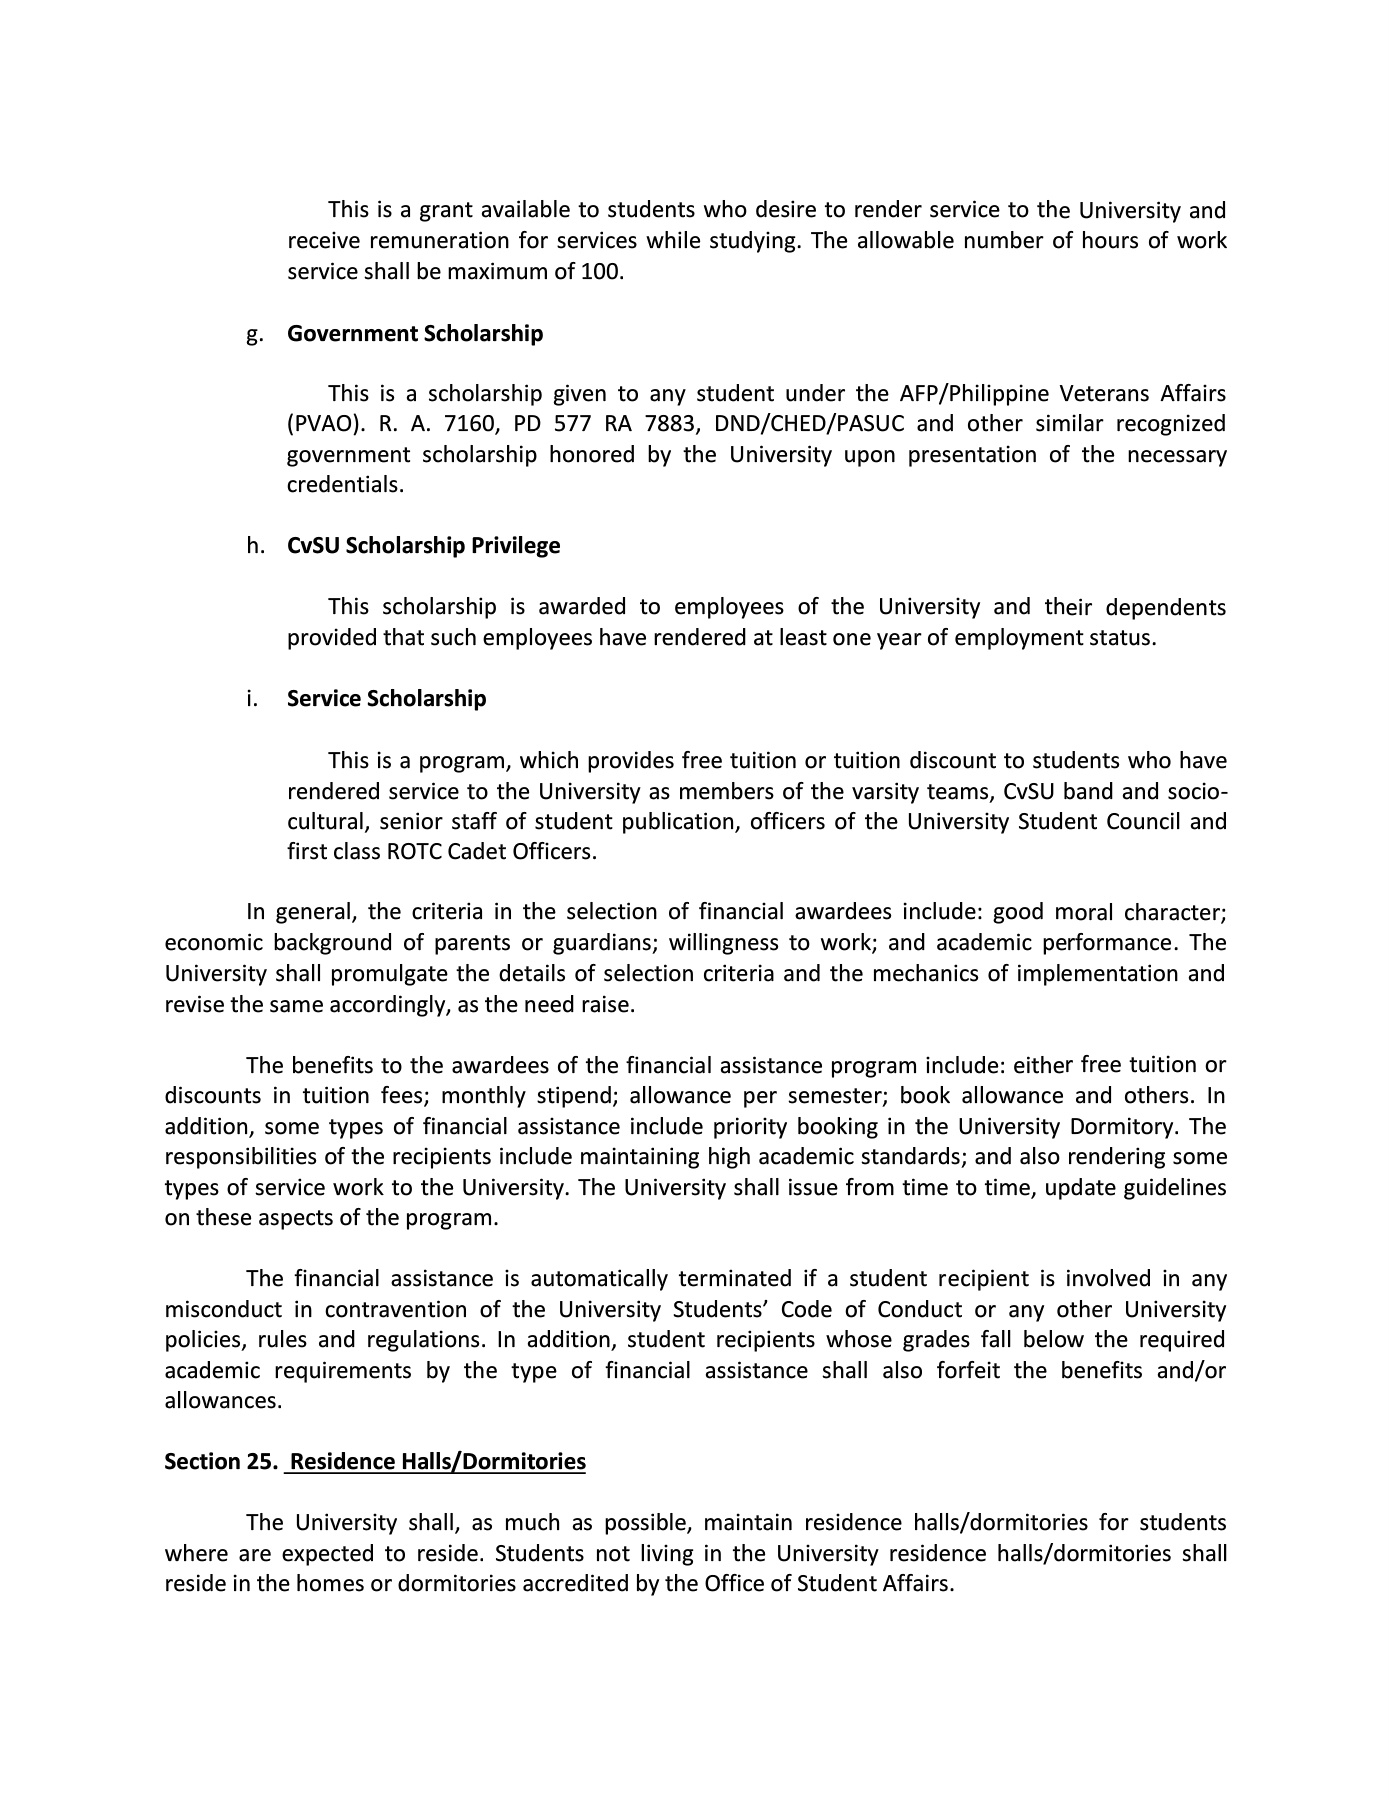 This is a grant available to students who desire to render service to the University and
receive remuneration for services while studying. The allowable number of hours of work
service shall be maximum of 100.
g. Government Scholarship
This is a scholarship given to any student under the AFP/Philippine Veterans Affairs
(PVAO). R. A. 7160, PD 577 RA 7883, DND/CHED/PASUC and other similar recognized
government scholarship honored by the University upon presentation of the necessary
credentials.
h. CvSU Scholarship Privilege
This scholarship is awarded to employees of the University and their dependents
provided that such employees have rendered at least one year of employment status.
i. Service Scholarship
This is a program, which provides free tuition or tuition discount to students who have
rendered service to the University as members of the varsity teams, CvSU band and socio-
cultural, senior staff of student publication, officers of the University Student Council and
first class ROTC Cadet Officers.
In general, the criteria in the selection of financial awardees include: good moral character;
economic background of parents or guardians; willingness to work; and academic performance. The
University shall promulgate the details of selection criteria and the mechanics of implementation and
revise the same accordingly, as the need raise.
The benefits to the awardees of the financial assistance program include: either free tuition or
discounts in tuition fees; monthly stipend; allowance per semester; book allowance and others. In
addition, some types of financial assistance include priority booking in the University Dormitory. The
responsibilities of the recipients include maintaining high academic standards; and also rendering some
types of service work to the University. The University shall issue from time to time, update guidelines
on these aspects of the program.
The financial assistance is automatically terminated if a student recipient is involved in any
misconduct in contravention of the University Students’ Code of Conduct or any other University
policies, rules and regulations. In addition, student recipients whose grades fall below the required
academic requirements by the type of financial assistance shall also forfeit the benefits and/or
allowances.
Section 25. Residence Halls/Dormitories
The University shall, as much as possible, maintain residence halls/dormitories for students
where are expected to reside. Students not living in the University residence halls/dormitories shall
reside in the homes or dormitories accredited by the Office of Student Affairs.